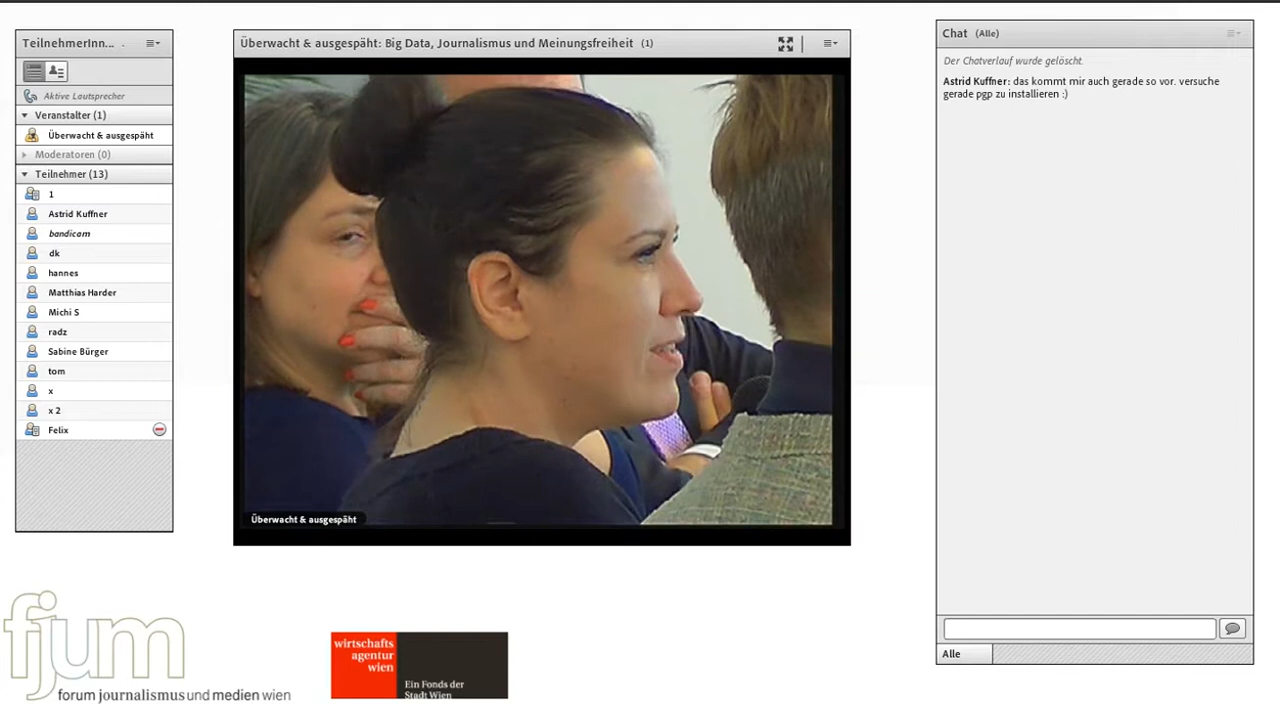 TeilnehmerInn... .
Aktive Lautsprecher
Veranstalter (1)
Überwacht & ausgespäht
Moderatoren (0)
Teilnehmer (13)
1
Astrid Kuffner
bandicam
dk
hannes
Matthias Harder
Michi S
radz
Sabine Bürger
tom
x
x 2
Felix
Überwacht & ausgespäht: Big Data, Journalismus und Meinungsfreiheit (1)
Überwacht & ausgespäht
Chat (Alle)
Der Chatverlauf wurde gelöscht.
Astrid Kuffner: das kommt mir auch gerade so vor. versuche
gerade pgp zu installieren :)
Alle
fjum
forum journalismus und medien wien
wirtschafts
agentur
wien
Ein Fonds der
Stadt Wien